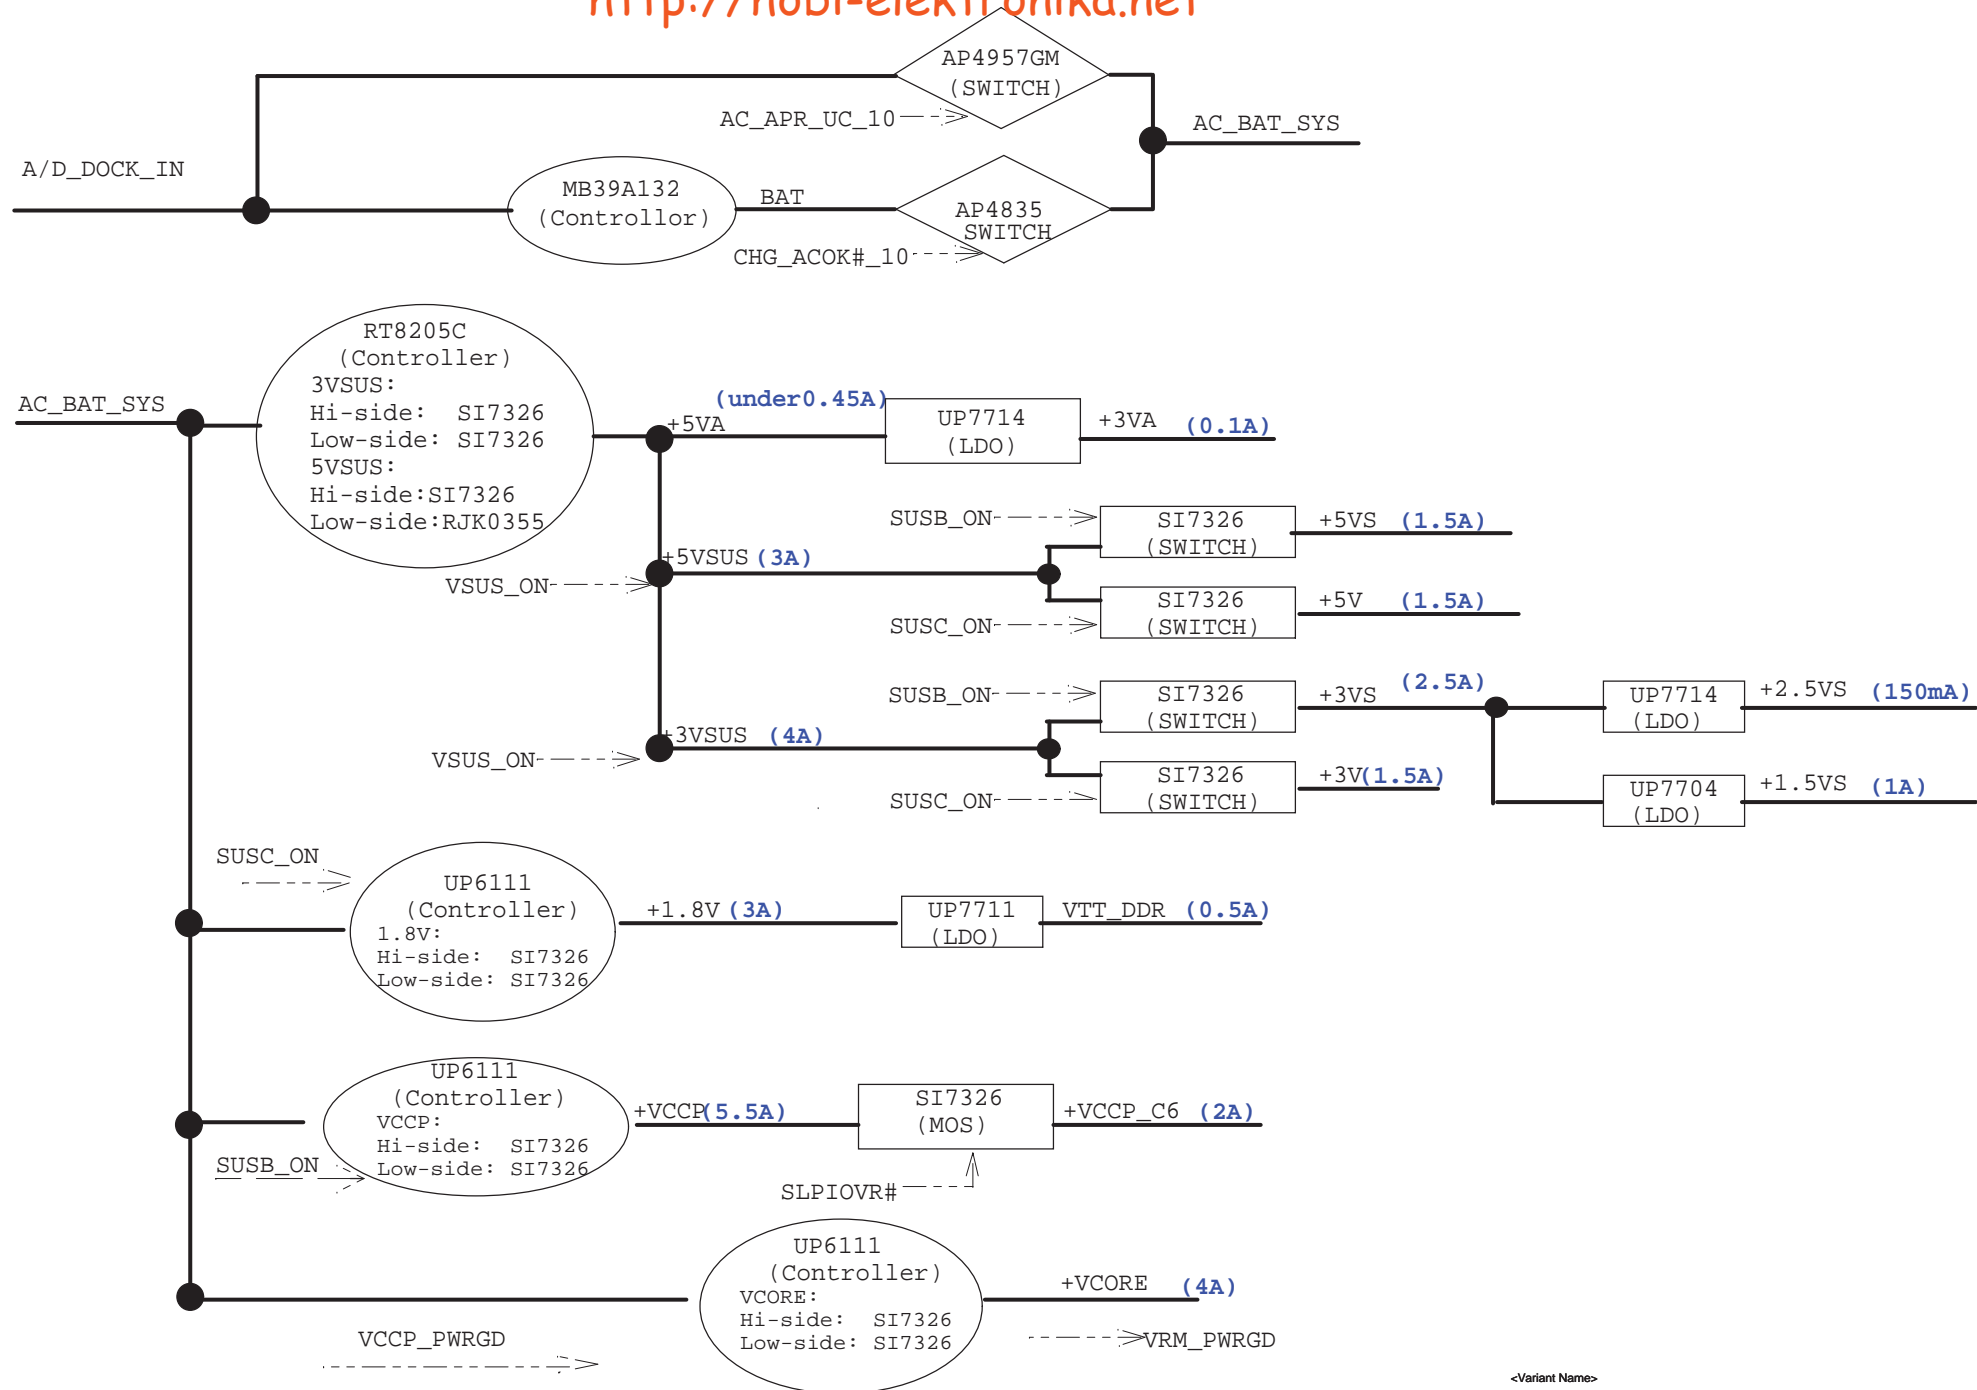 http://hobi-elektronika.net
AP4957GM
(SWITCH)
AC_APR_UC_10
AC_BAT_SYS
A/D_DOCK_IN
MB39A132
(Controllor)
BAT
AP4835
SWITCH
CHG_ACOK#_10
RT8205C
(Controller)
3VSUS:
Hi-side: SI7326
Low-side: SI7326
5VSUS:
Hi-side:SI7326
Low-side:RJK0355
AC_BAT_SYS
(under0.45A)
+5VA
UP7714
(LDO)
+3VA (0.1A)
SUSB_ON
SI7326
(SWITCH)
+5VS (1.5A)
+5VSUS (3A)
VSUS_ON
SI7326
(SWITCH)
+5V (1.5A)
SUSC_ON
SUSB_ON
SI7326
(SWITCH)
+3VS (2.5A)
UP7714
(LDO)
+2.5VS (150mA)
+3VSUS (4A)
VSUS_ON
SI7326
(SWITCH)
+3V(1.5A)
SUSC_ON
UP7704
(LDO)
+1.5VS (1A)
SUSC_ON
UP6111
(Controller)
1.8V:
Hi-side: SI7326
Low-side: SI7326
+1.8V (3A)
UP7711
(LDO)
VTT_DDR (0.5A)
UP6111
(Controller)
VCCP:
Hi-side: SI7326
Low-side: SI7326
SUSB_ON
+VCCP(5.5A)
SI7326
(MOS)
+VCCP_C6 (2A)
SLPIOVR#
UP6111
(Controller)
VCORE:
Hi-side: SI7326
Low-side: SI7326
+VCORE (4A)
VCCP_PWRGD
VRM_PWRGD
<Variant Name>